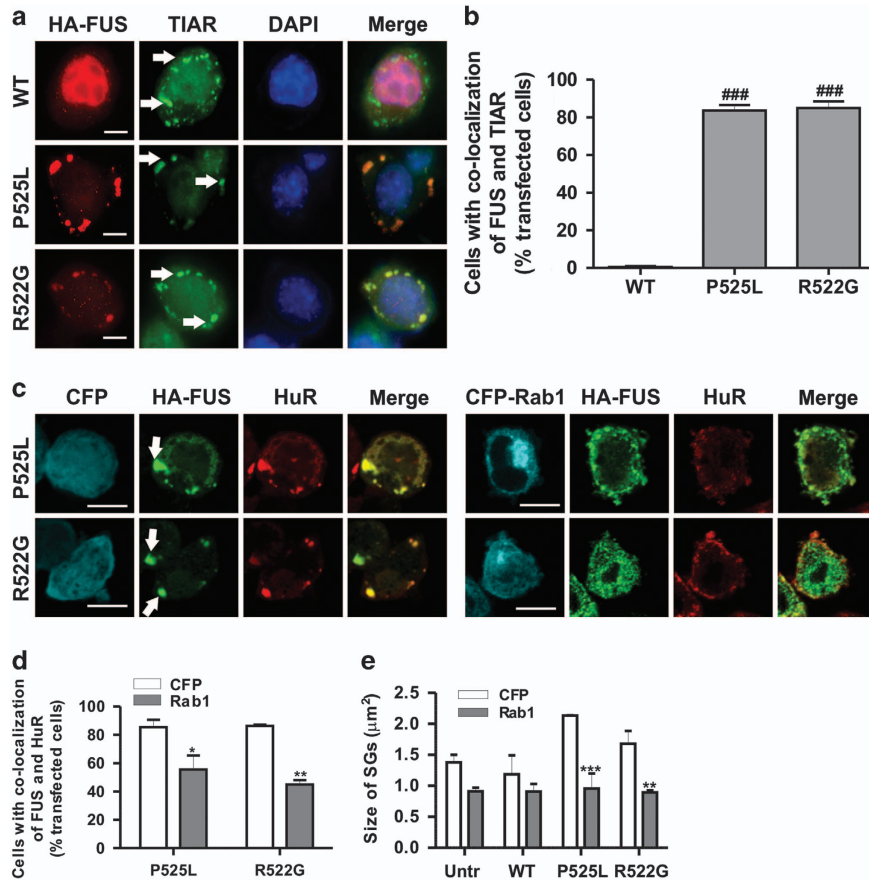 a
HA-FUS TIAR DAPI Merge
WT
P525L
R522G
b
Cells with co-localization
of FUS and TIAR
(% transfected cells)
100
80
60
40
20
0
###
###
WT P525L R522G
c
CFP HA-FUS HuR Merge
P525L
R522G
CFP-Rab1 HA-FUS HuR Merge
d
Cells with co-localization
of FUS and HuR
(% transfected cells)
100
80
60
40
20
0
CFP
Rab1
*
**
P525L R522G
e
Size of SGs (µm²)
2.5
2.0
1.5
1.0
0.5
0.0
CFP
Rab1
***
**
Untr WT P525L R522G